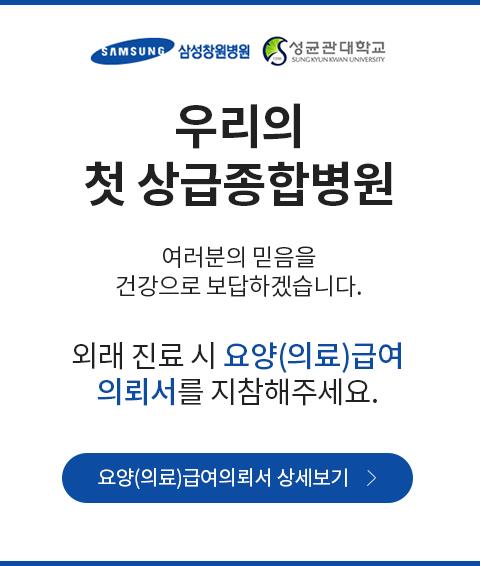 SAMSUNG 삼성창원병원 성균관대학교
SUNG KYUN KWAN UNIVERSITY
우리의
첫 상급종합병원
여러분의 믿음을
건강으로 보답하겠습니다.
외래 진료 시 요양(의료)급여
의뢰서를 지참해주세요.
요양(의료)급여의뢰서 상세보기